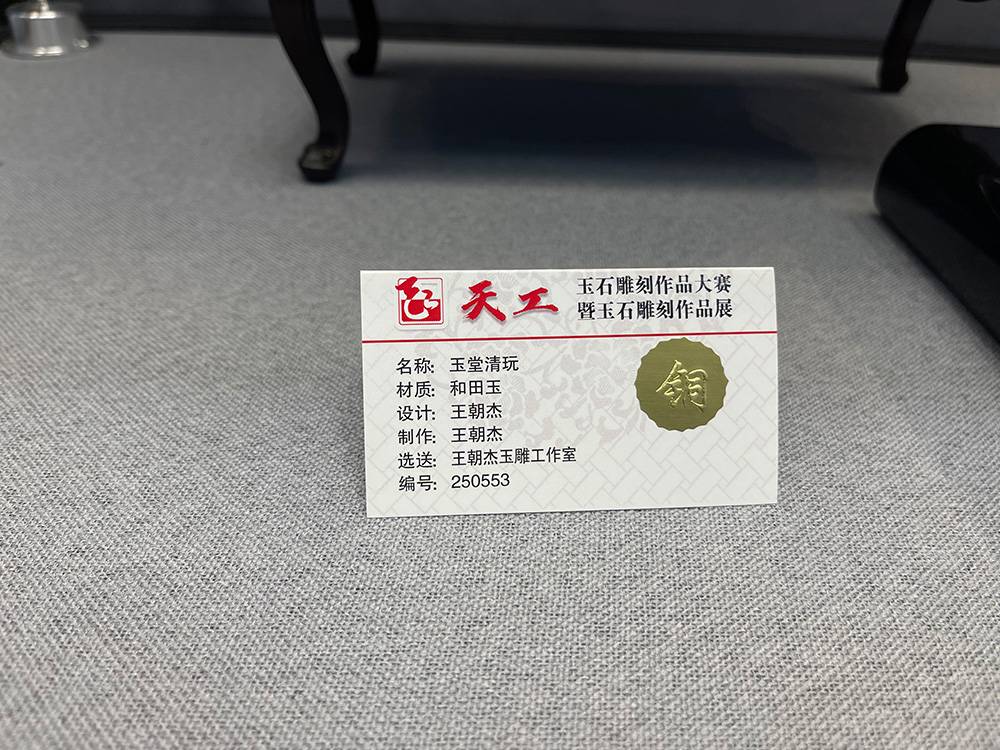 天工
玉石雕刻作品大赛
暨玉石雕刻作品展
名称: 玉堂清玩
材质: 和田玉
设计: 王朝杰
制作: 王朝杰
选送: 王朝杰玉雕工作室
编号: 250553
铜